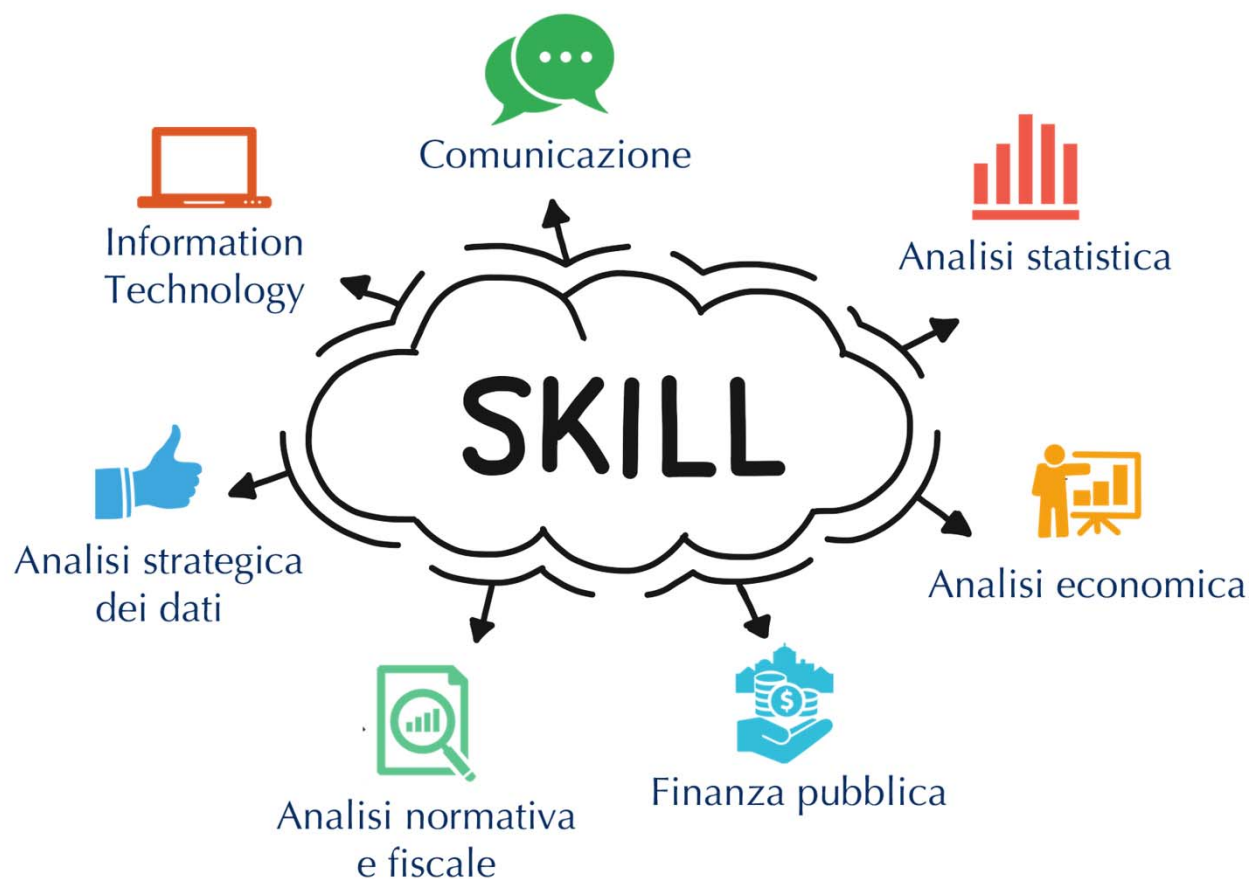 Comunicazione
Information
Technology
Analisi statistica
SKILL
Analisi strategica
dei dati
Analisi economica
Analisi normativa
e fiscale
Finanza pubblica
$